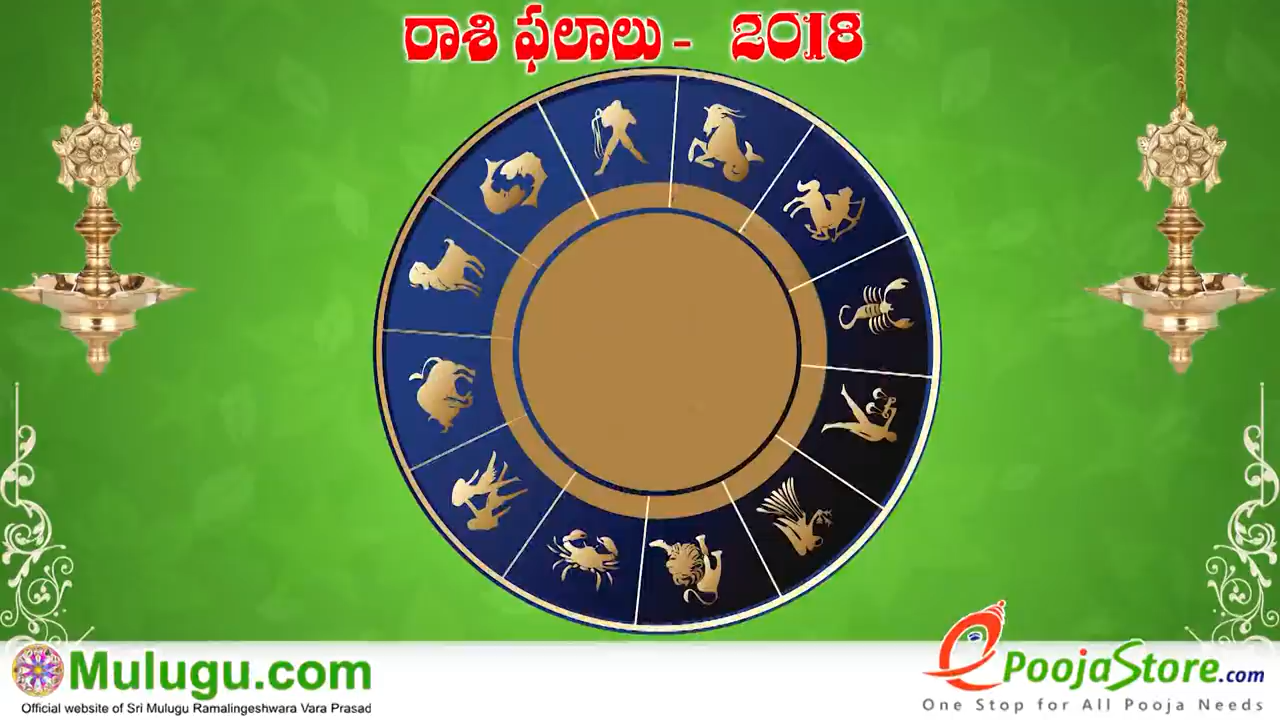 రాశి ఫలాలు - 2018
Mulugu.com
Official website of Sri Mulugu Ramalingeshwara Vara Prasad
ePoojaStore.com
One Stop for All Pooja Needs